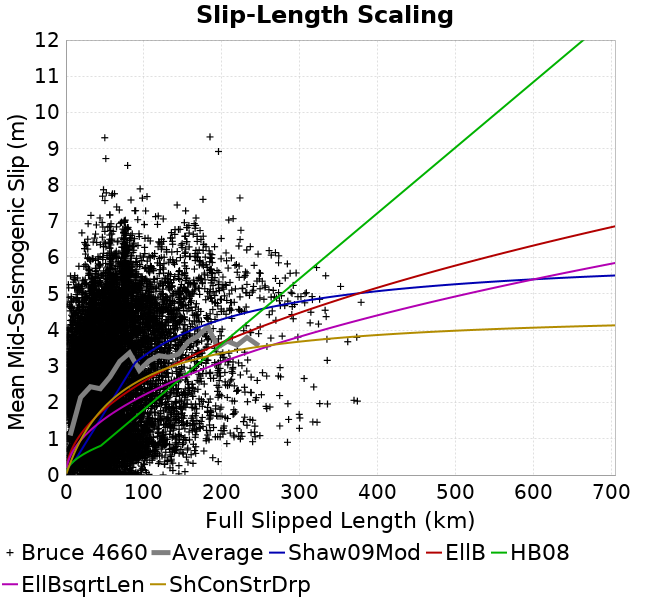 Slip-Length Scaling
12
11
10
9
8
7
6
5
4
3
2
1
0
Mean Mid-Seismogenic Slip (m)
0 100 200 300 400 500 600 700
Full Slipped Length (km)
Bruce 4660 Average Shaw09Mod EllB HB08
EllBsqrtLen ShConStrDrp